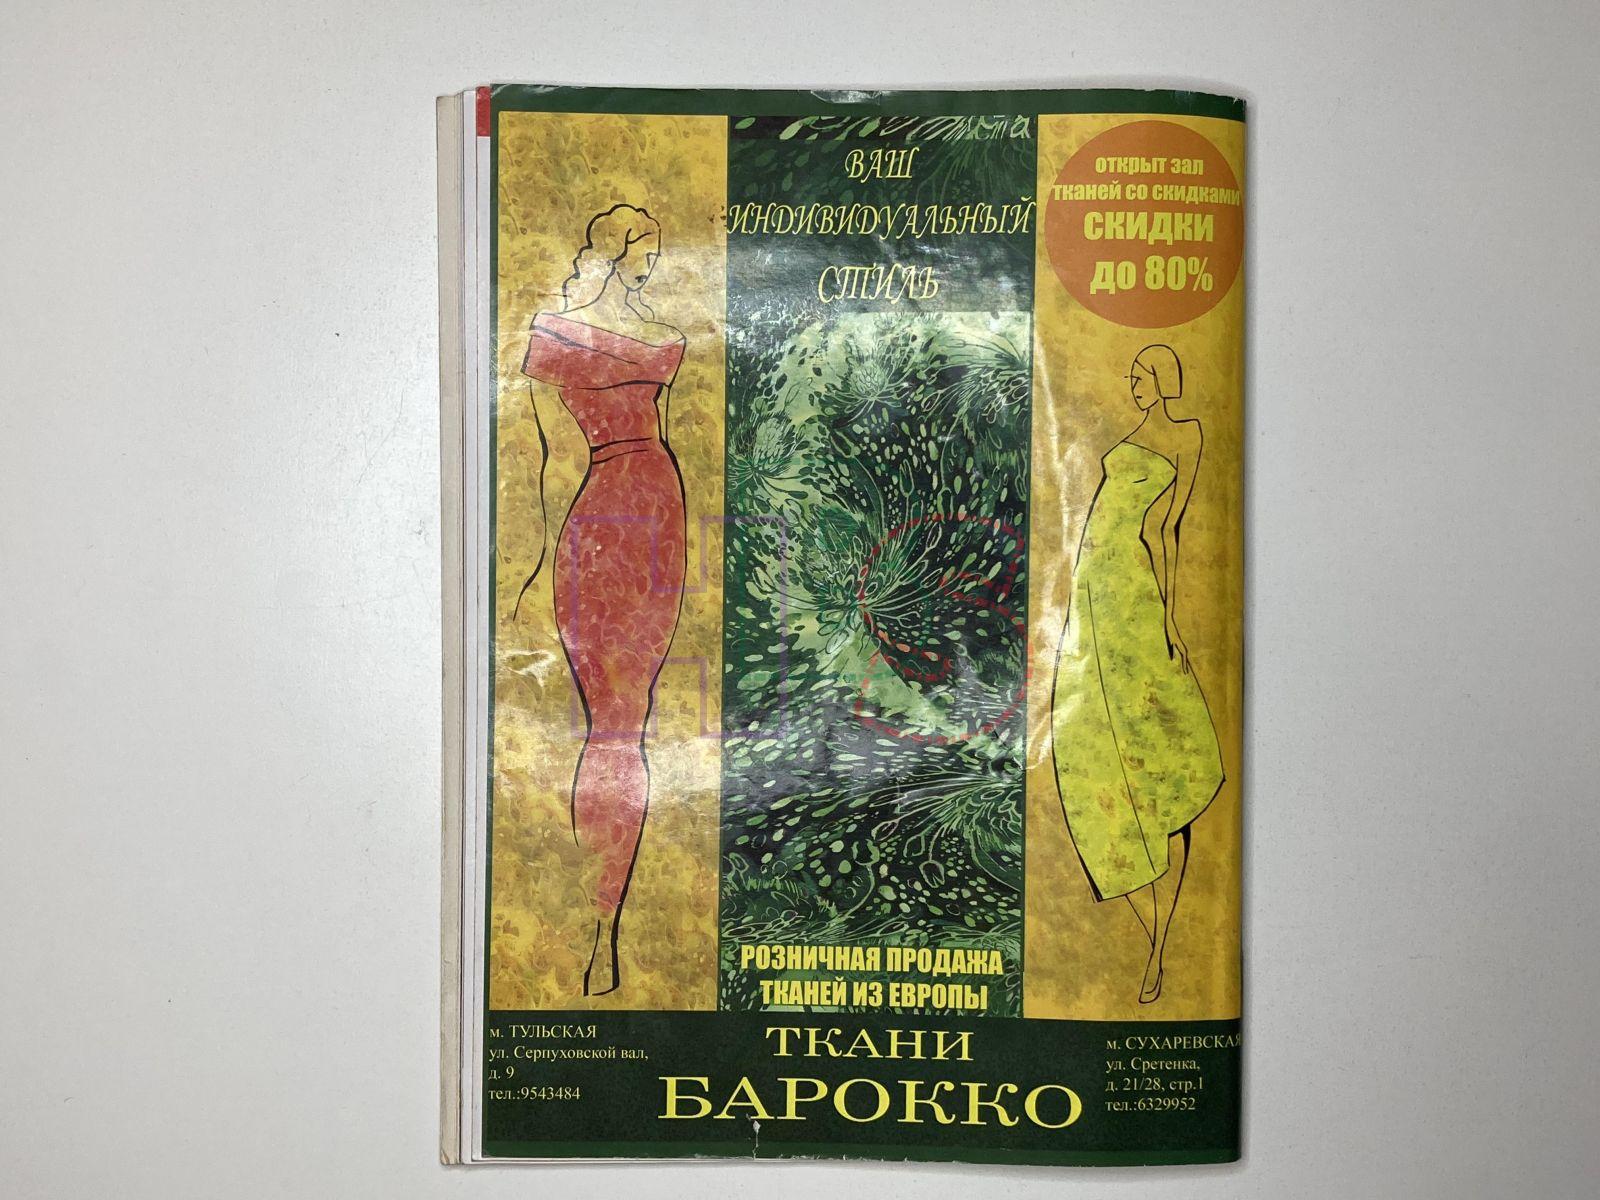 ВАШ
ИНДИВИДУАЛЬНЫЙ
СТИЛЬ
открыт зал
тканей со скидками
СКИДКИ
до 80%
РОЗНИЧНАЯ ПРОДАЖА
ТКАНЕЙ ИЗ ЕВРОПЫ
м. ТУЛЬСКАЯ
ул. Серпуховской вал,
д. 9
тел.:9543484
ТКАНИ
БАРОККО
м. СУХАРЕВСКАЯ
ул. Сретенка,
д. 21/28, стр.1
тел.:6329952